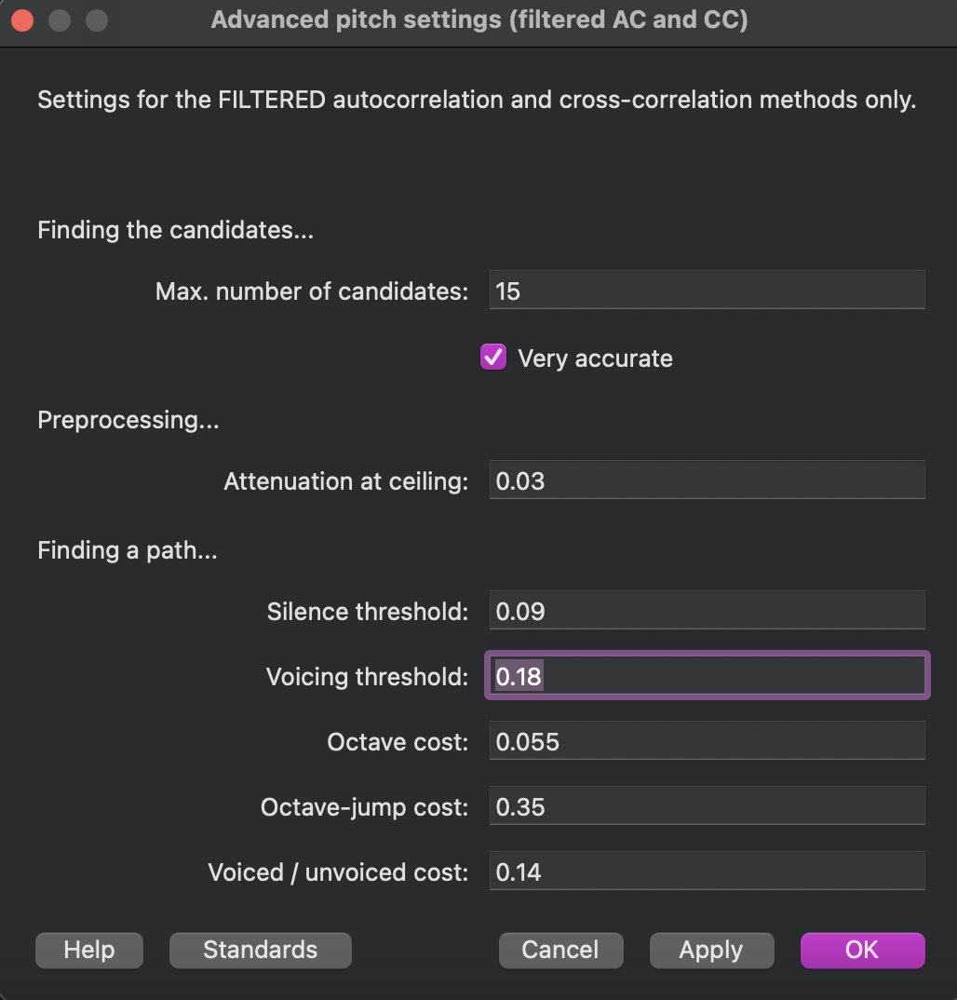 Advanced pitch settings (filtered AC and CC)
Settings for the FILTERED autocorrelation and cross-correlation methods only.
Finding the candidates...
Max. number of candidates: 15
Very accurate
Preprocessing...
Attenuation at ceiling: 0.03
Finding a path...
Silence threshold: 0.09
Voicing threshold: 0.18
Octave cost: 0.055
Octave-jump cost: 0.35
Voiced / unvoiced cost: 0.14
Help Standards Cancel Apply OK